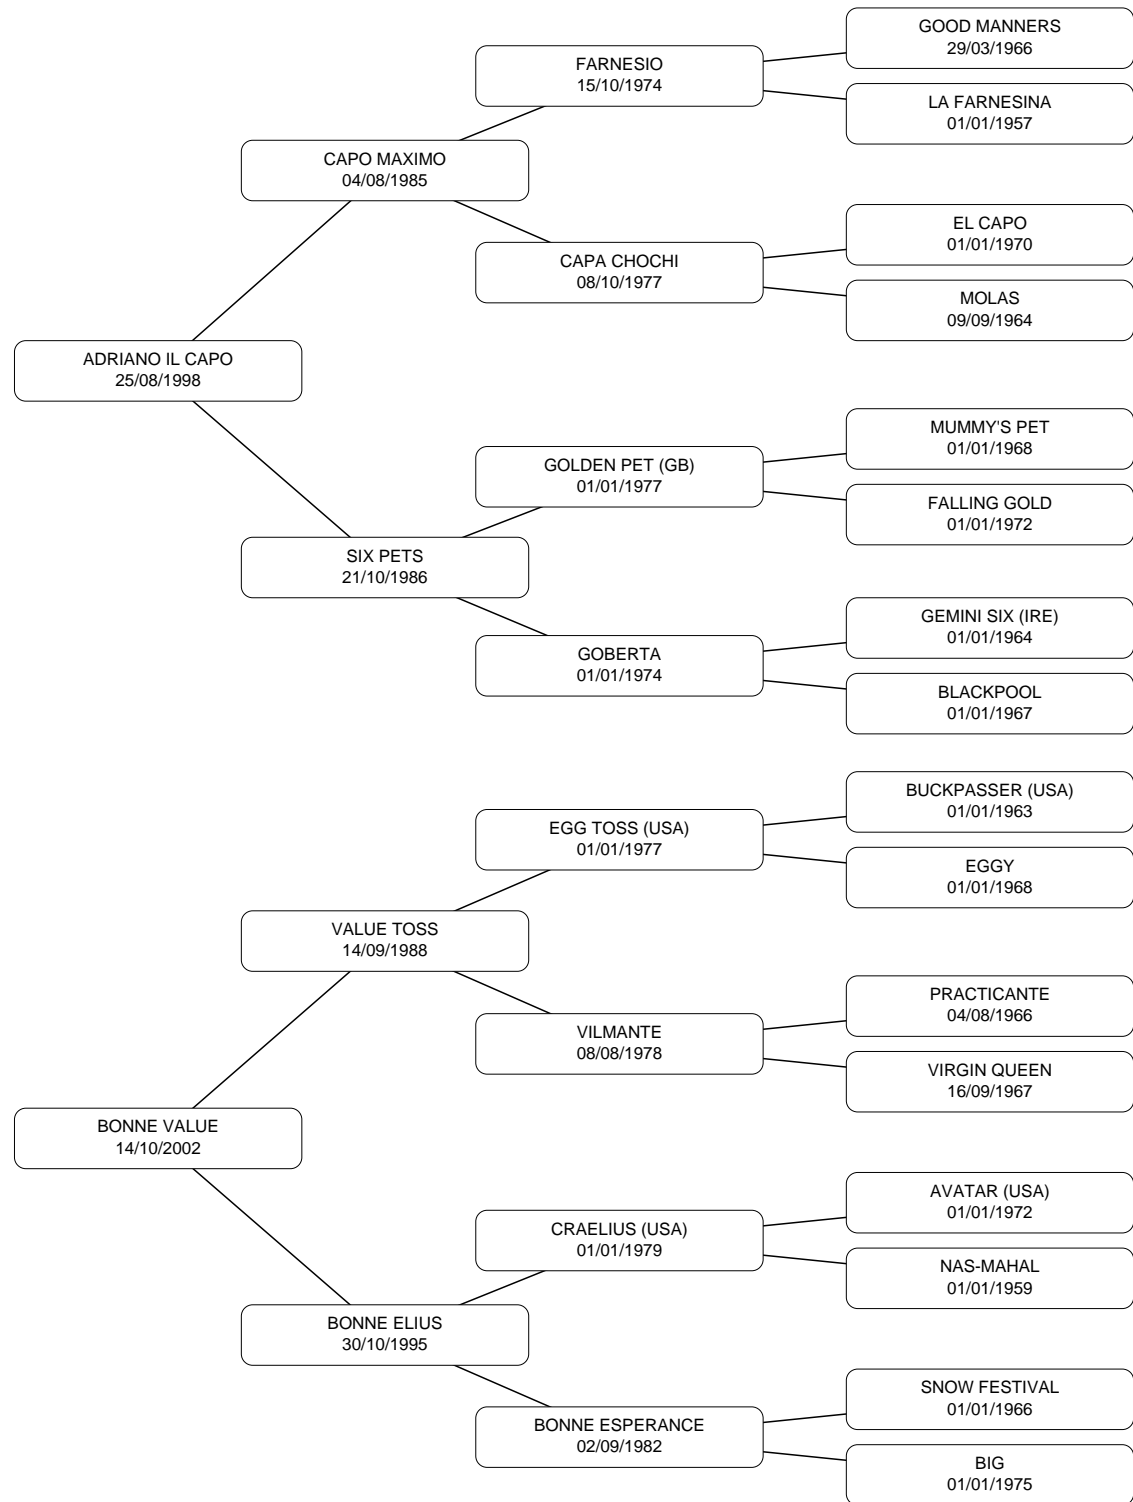 GOOD MANNERS
29/03/1966
FARNESIO
15/10/1974
LA FARNESINA
01/01/1957
CAPO MAXIMO
04/08/1985
EL CAPO
01/01/1970
CAPA CHOCHI
08/10/1977
MOLAS
09/09/1964
ADRIANO IL CAPO
25/08/1998
MUMMY'S PET
01/01/1968
GOLDEN PET (GB)
01/01/1977
FALLING GOLD
01/01/1972
SIX PETS
21/10/1986
GEMINI SIX (IRE)
01/01/1964
GOBERTA
01/01/1974
BLACKPOOL
01/01/1967
BUCKPASSER (USA)
01/01/1963
EGG TOSS (USA)
01/01/1977
EGGY
01/01/1968
VALUE TOSS
14/09/1988
PRACTICANTE
04/08/1966
VILMANTE
08/08/1978
VIRGIN QUEEN
16/09/1967
BONNE VALUE
14/10/2002
AVATAR (USA)
01/01/1972
CRAELIUS (USA)
01/01/1979
NAS-MAHAL
01/01/1959
BONNE ELIUS
30/10/1995
SNOW FESTIVAL
01/01/1966
BONNE ESPERANCE
02/09/1982
BIG
01/01/1975